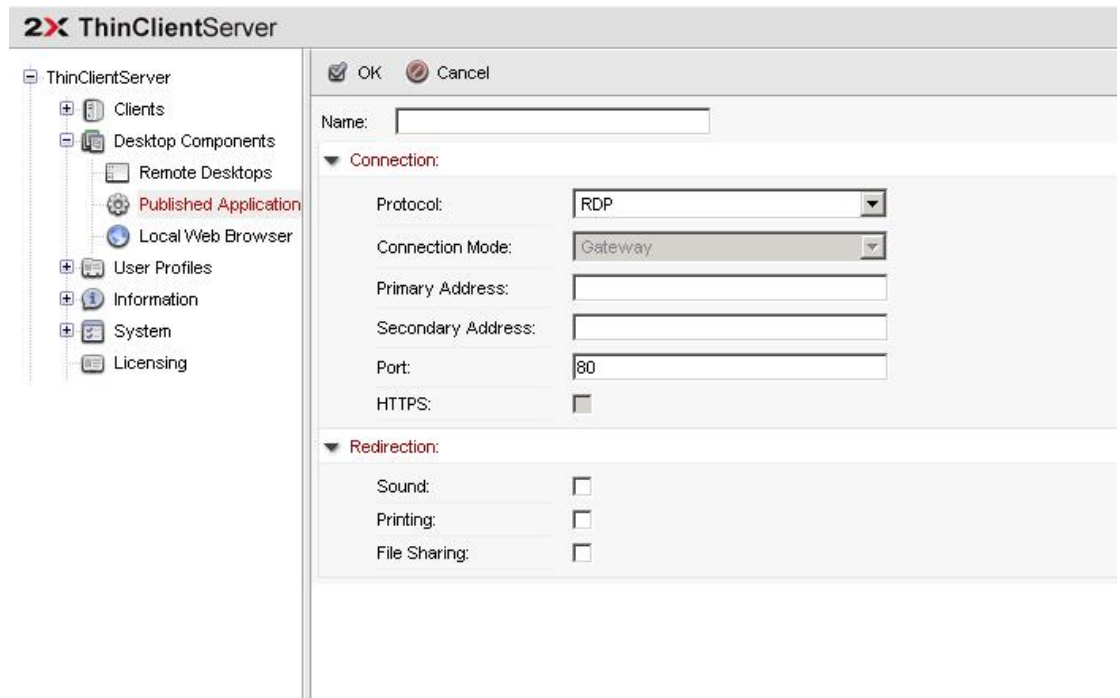 2X ThinClientServer
ThinClientServer
Clients
Desktop Components
Remote Desktops
Published Application
Local Web Browser
User Profiles
Information
System
Licensing
OK Cancel
Name:
Connection:
Protocol: RDP
Connection Mode: Gateway
Primary Address:
Secondary Address:
Port: 80
HTTPS:
Redirection:
Sound:
Printing:
File Sharing: